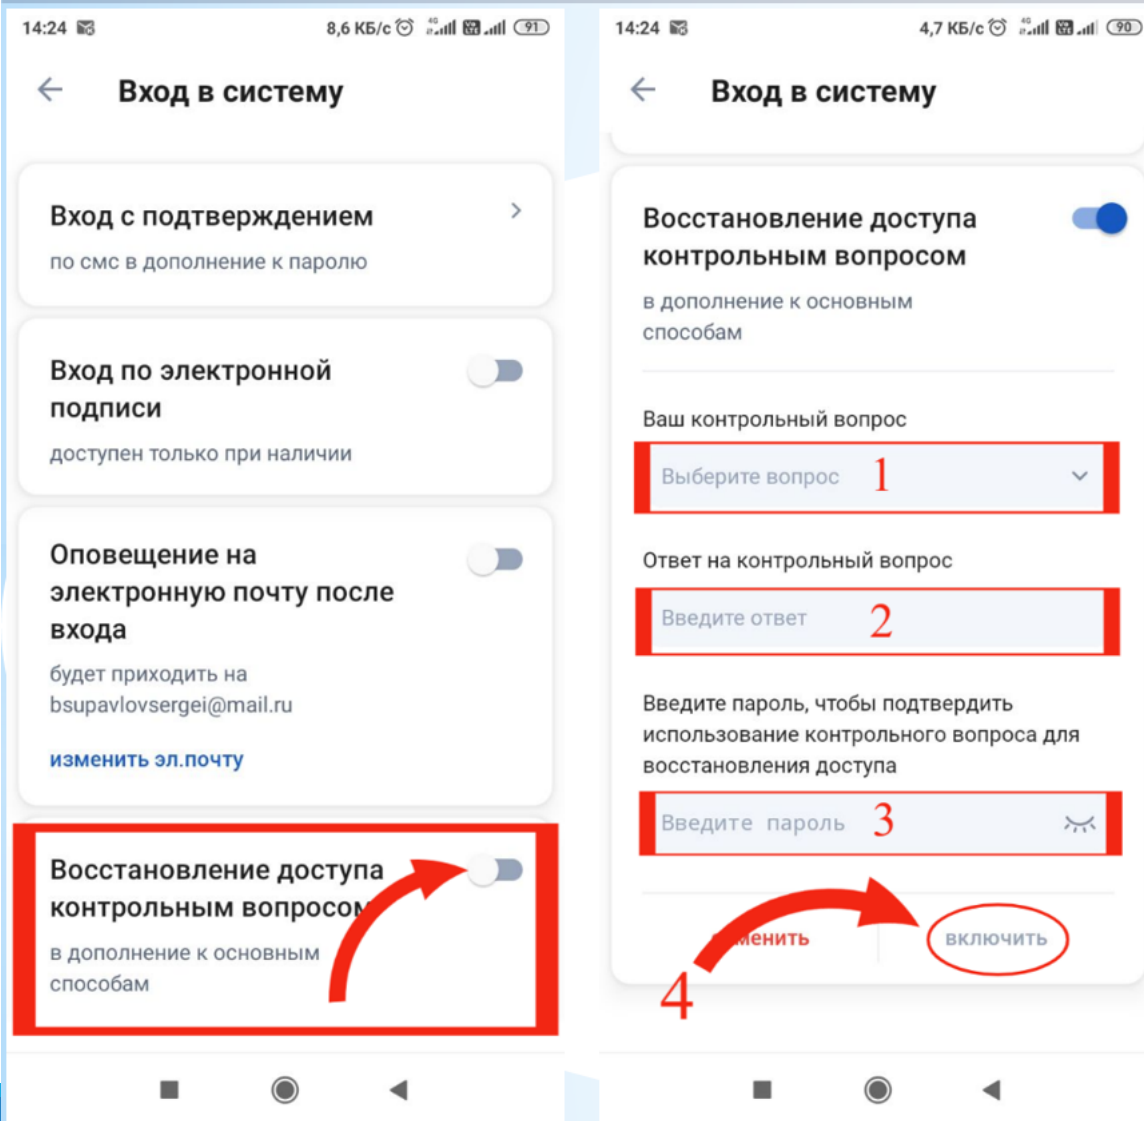 14:24
8,6 КБ/с
4G
91
Вход в систему
Вход с подтверждением
по смс в дополнение к паролю
Вход по электронной
подписи
доступен только при наличии
Оповещение на
электронную почту после
входа
будет приходить на
bsupavlovsergei@mail.ru
изменить эл.почту
Восстановление доступа
контрольным вопросом
в дополнение к основным
способам
14:24
4,7 КБ/с
4G
90
Вход в систему
Восстановление доступа
контрольным вопросом
в дополнение к основным
способам
Ваш контрольный вопрос
Выберите вопрос 1
Ответ на контрольный вопрос
Введите ответ 2
Введите пароль, чтобы подтвердить
использование контрольного вопроса для
восстановления доступа
Введите пароль 3
включить
4